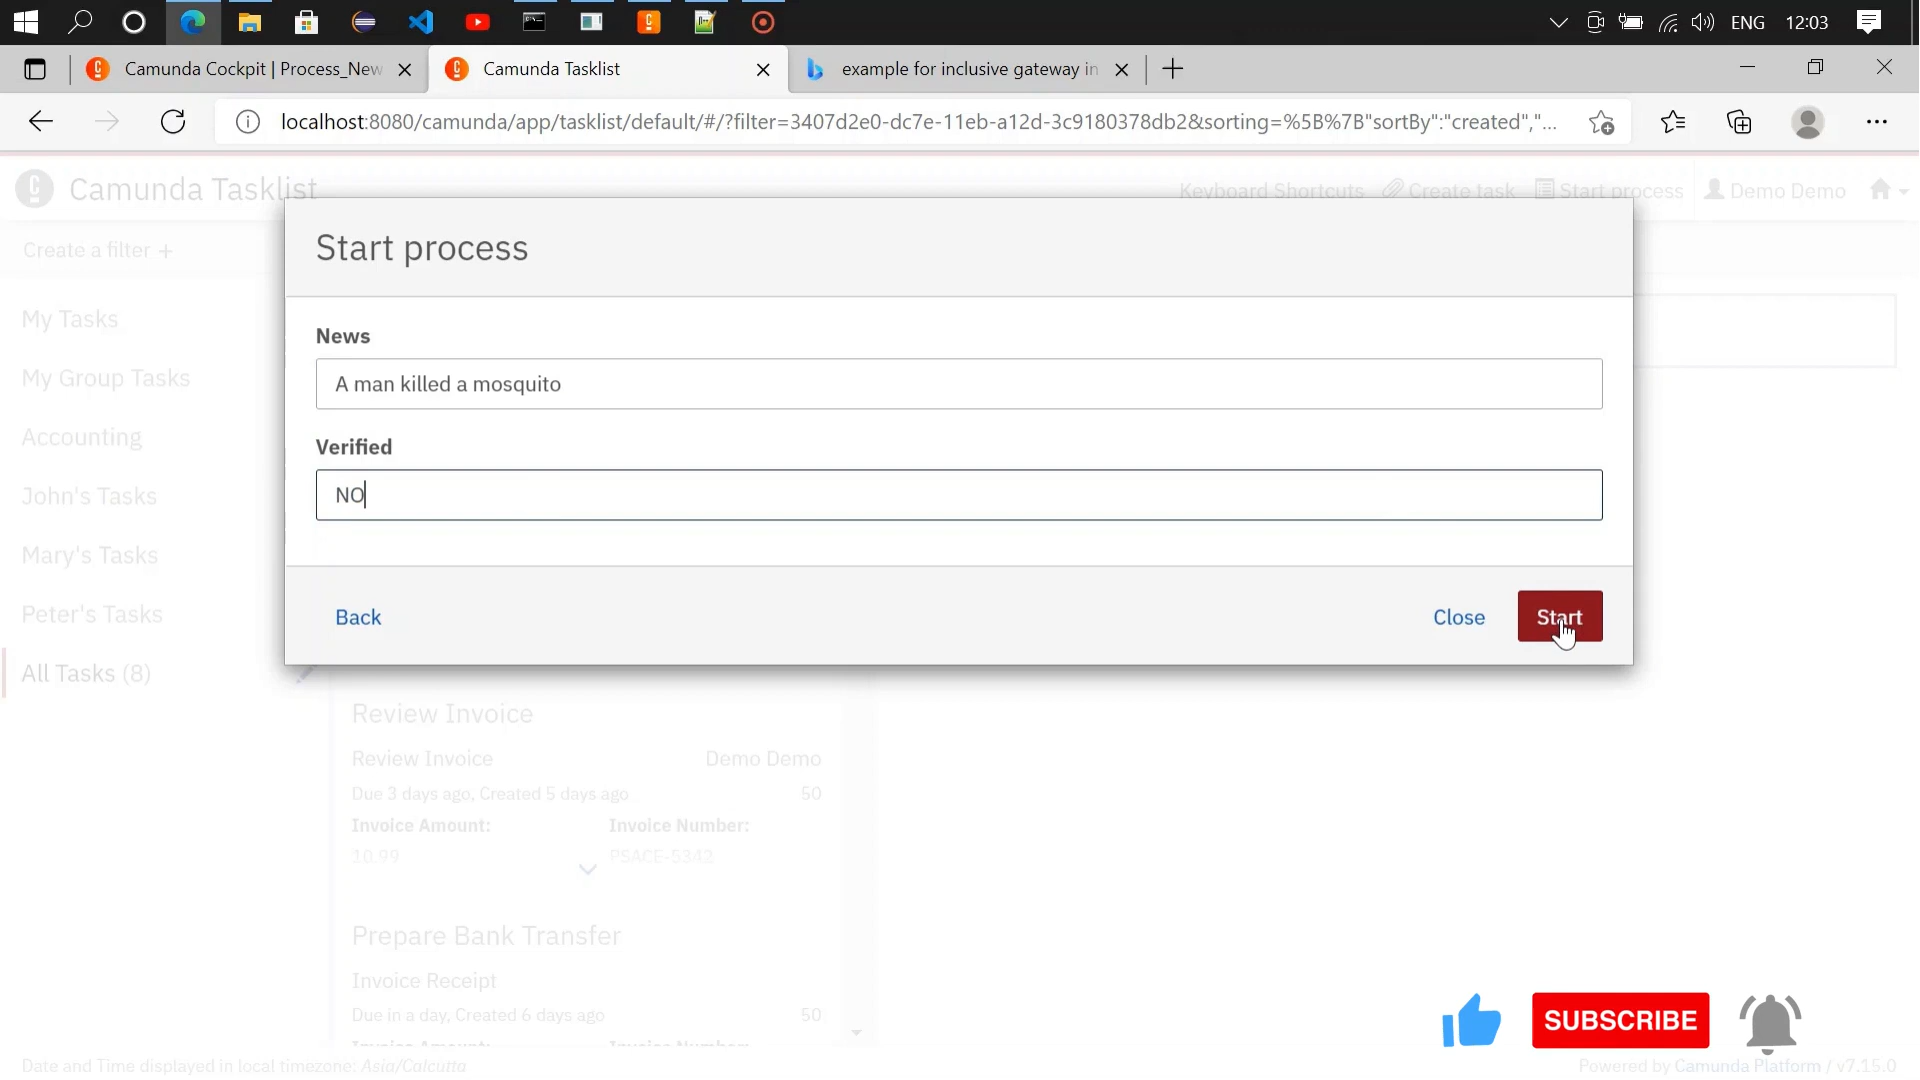 ENG
12:03
Camunda Cockpit | Process_New
Camunda Tasklist
example for inclusive gateway in
localhost:8080/camunda/app/tasklist/default/#/?filter=3407d2e0-dc7e-11eb-a12d-3c9180378db2&sorting=%5B%7B"sortBy":"created","...
Camunda Tasklist
Keyboard Shortcuts
Create task
Start process
Demo Demo
Create a filter +
Start process
News
A man killed a mosquito
Verified
NO
Back
Close
Start
My Tasks
My Group Tasks
Accounting
John's Tasks
Mary's Tasks
Peter's Tasks
All Tasks (8)
Review Invoice
Review Invoice
Demo Demo
Due 3 days ago, Created 5 days ago
50
Invoice Amount:
Invoice Number:
10.99
PSACE-5342
Prepare Bank Transfer
Invoice Receipt
Due in a day, Created 6 days ago
50
Invoice Amount:
Invoice Number:
SUBSCRIBE
Date and Time displayed in local timezone: Asia/Calcutta
Powered by Camunda Platform / v7.15.0